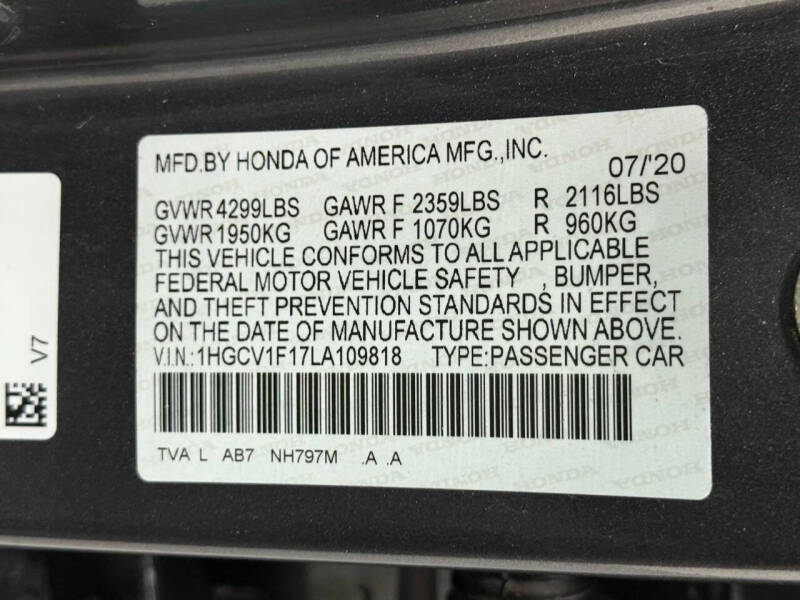 MFD.BY HONDA OF AMERICA MFG.,INC. 07/'20
GVWR 4299LBS GAWR F 2359LBS R 2116LBS
GVWR 1950KG GAWR F 1070KG R 960KG
THIS VEHICLE CONFORMS TO ALL APPLICABLE
FEDERAL MOTOR VEHICLE SAFETY , BUMPER,
AND THEFT PREVENTION STANDARDS IN EFFECT
ON THE DATE OF MANUFACTURE SHOWN ABOVE.
V.I.N.:1HGCV1F17LA109818 TYPE:PASSENGER CAR
TVA L AB7 NH797M .A .A
V7